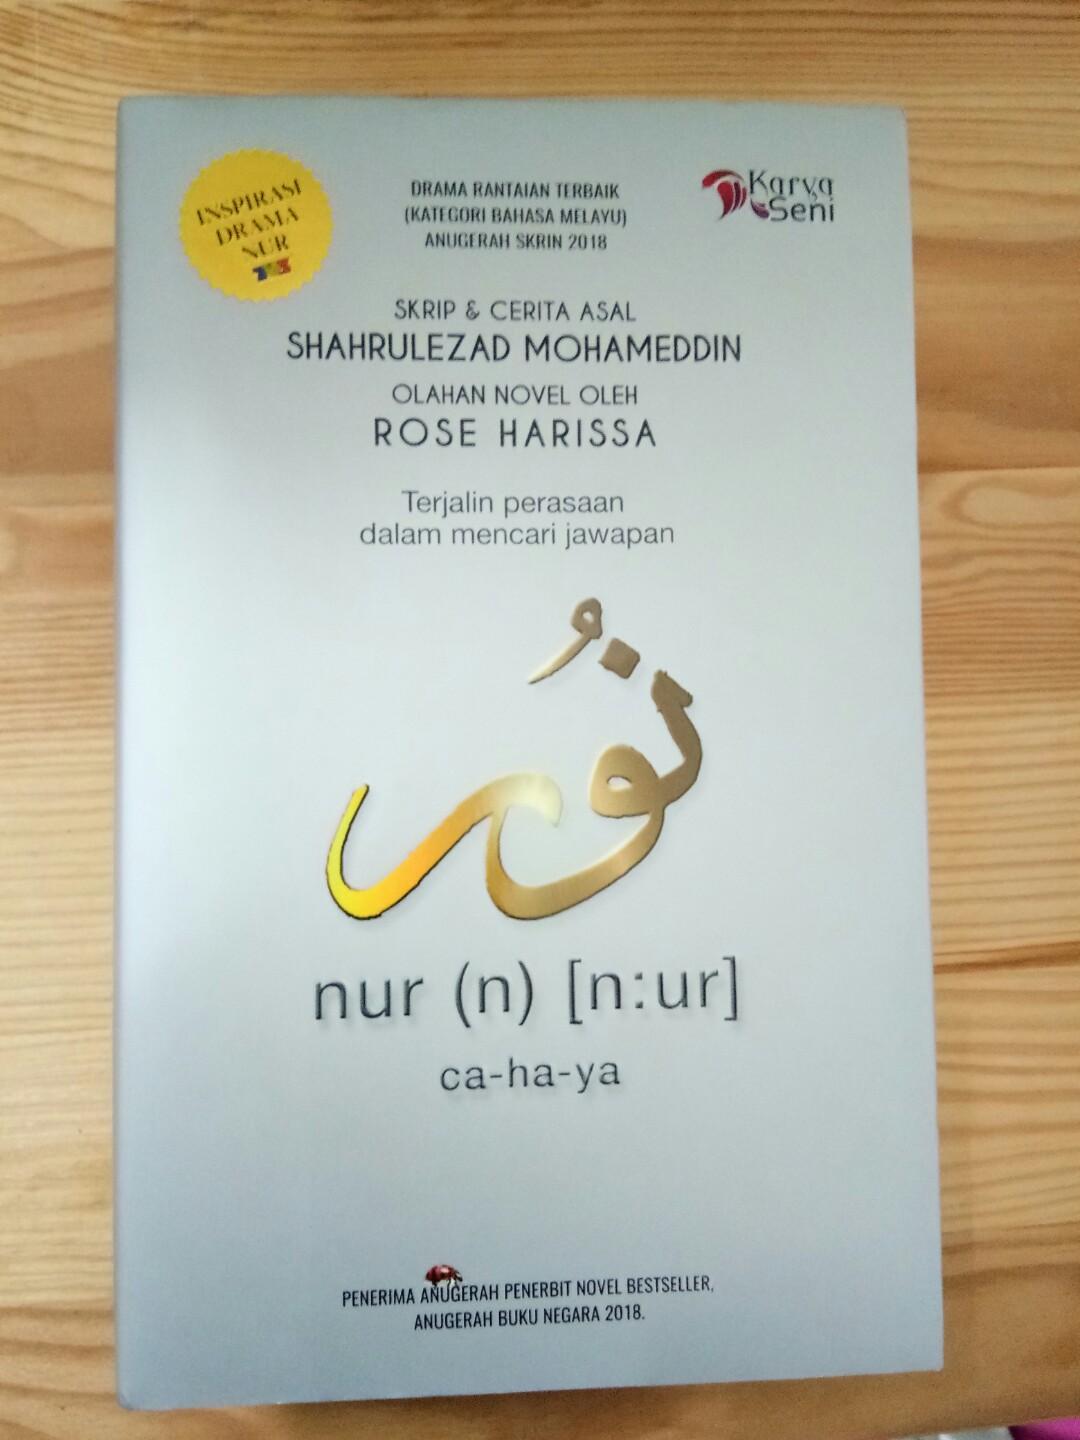 INSPIRASI
DRAMA
NUR
TV3
DRAMA RANTAIAN TERBAIK
(KATEGORI BAHASA MELAYU)
ANUGERAH SKRIN 2018
Karya
Seni
SKRIP & CERITA ASAL
SHAHRULEZAD MOHAMEDDIN
OLAHAN NOVEL OLEH
ROSE HARISSA
Terjalin perasaan
dalam mencari jawapan
نُور
nur (n) [n:ur]
ca-ha-ya
PENERIMA ANUGERAH PENERBIT NOVEL BESTSELLER,
ANUGERAH BUKU NEGARA 2018.